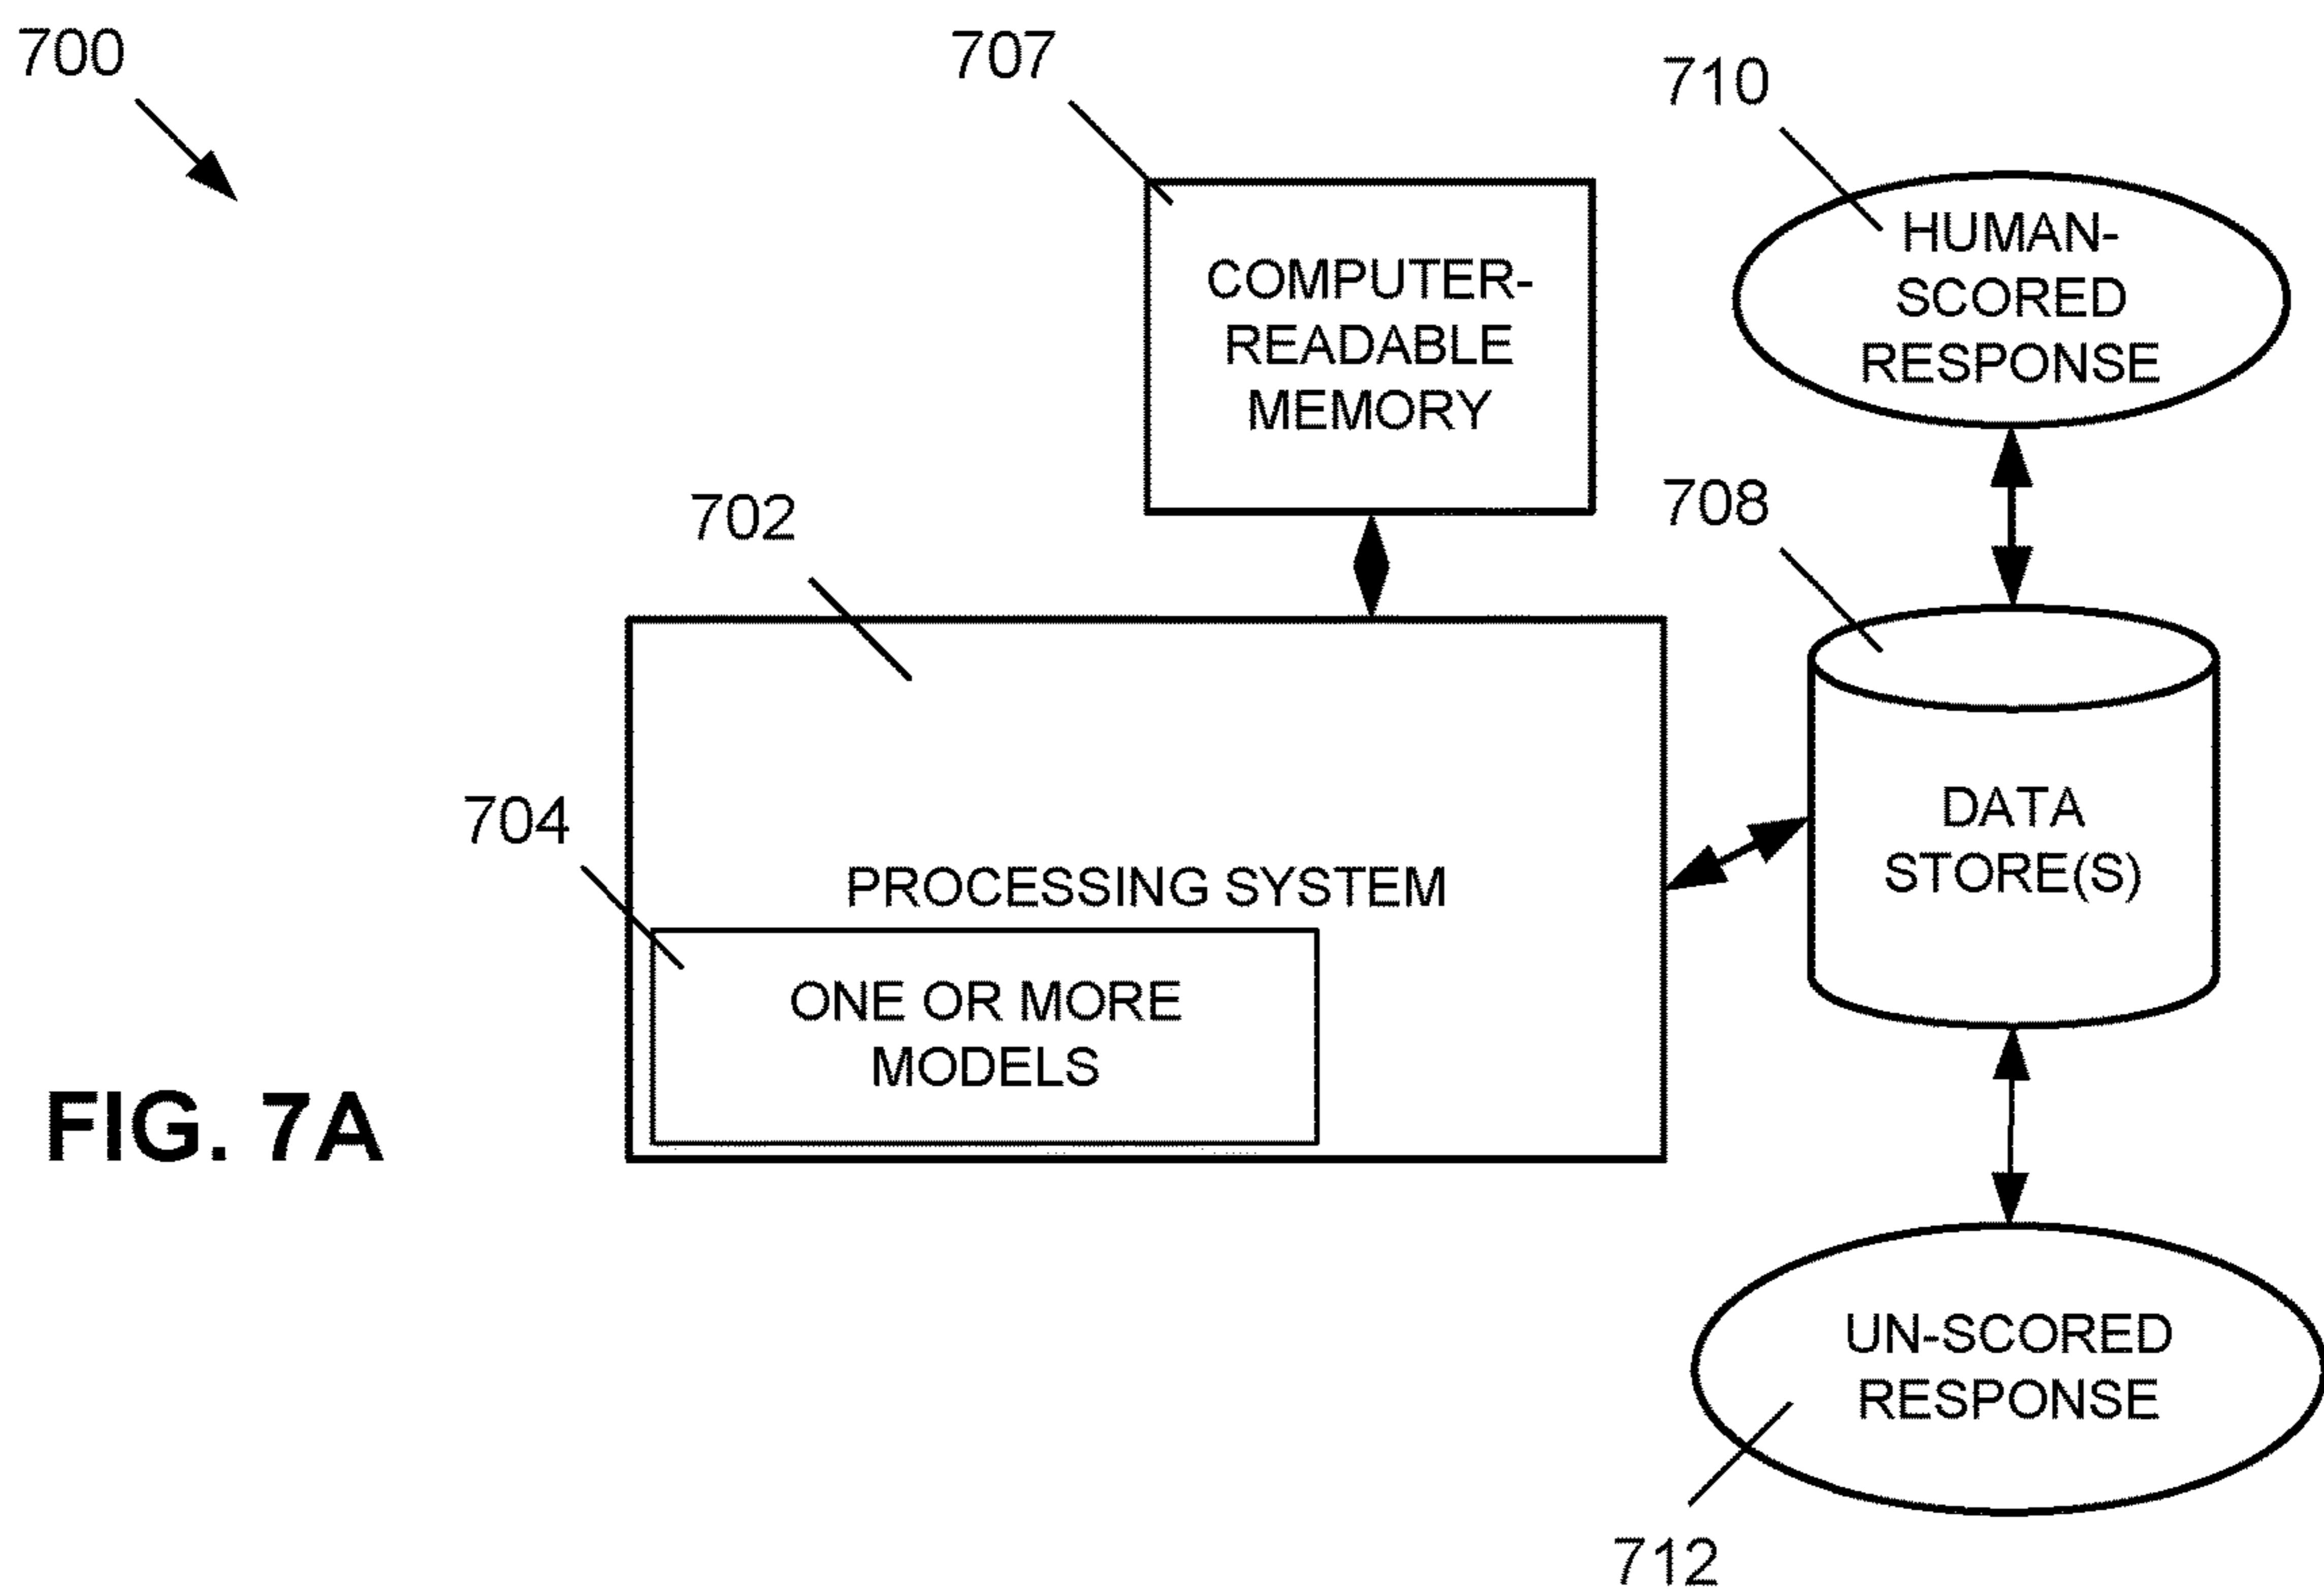 700
707
710
COMPUTER-
READABLE
MEMORY
HUMAN-
SCORED
RESPONSE
702
708
704
PROCESSING SYSTEM
DATA
STORE(S)
ONE OR MORE
MODELS
FIG. 7A
UN-SCORED
RESPONSE
712